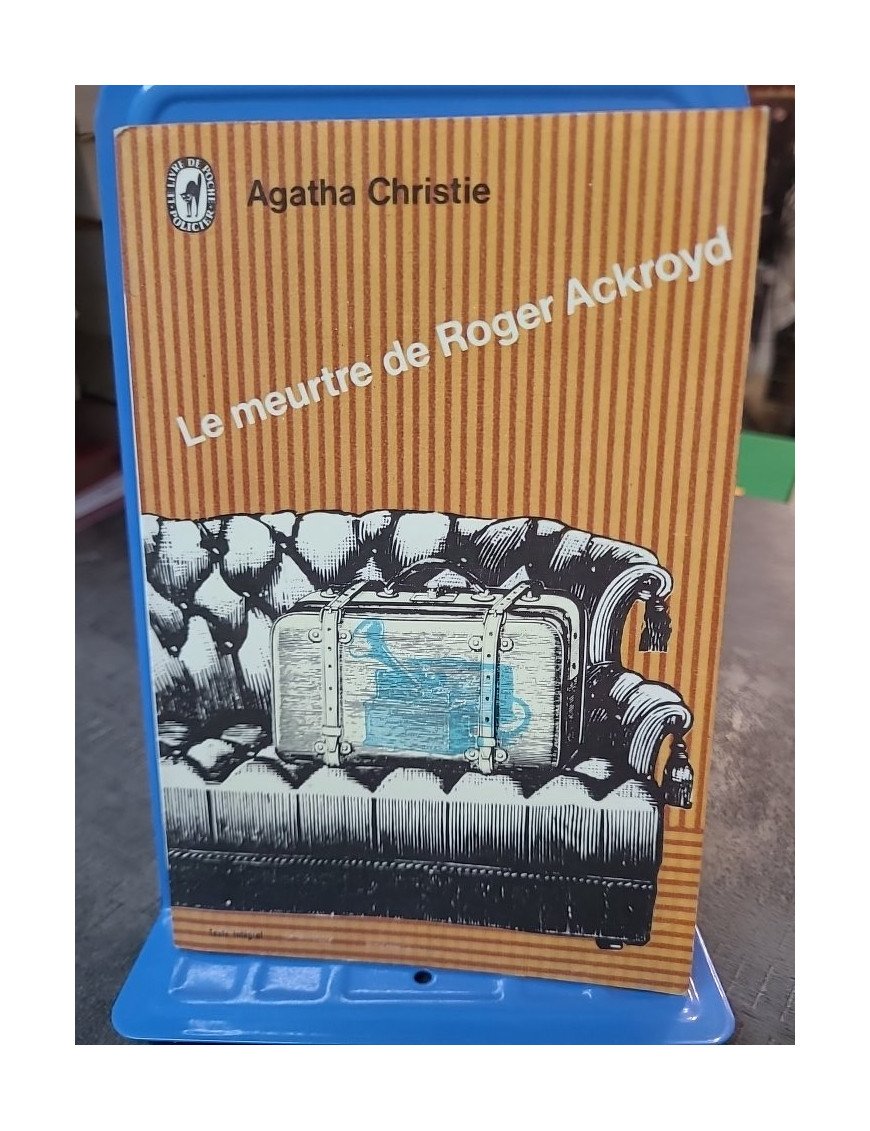 LE LIVRE DE POCHE
POLICIER
Agatha Christie
Le meurtre de Roger Ackroyd
Texte intégral